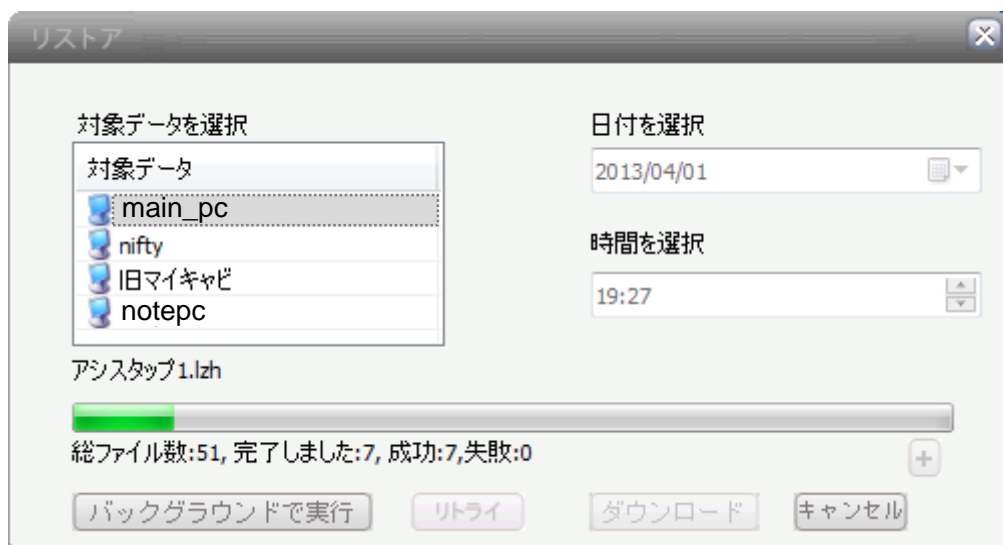 リストア
対象データを選択
対象データ
main_pc
nifty
旧マイキャビ
notepc
日付を選択
2013/04/01
時間を選択
19:27
アシスタップ1.lzh
総ファイル数:51, 完了しました:7, 成功:7,失敗:0
バックグラウンドで実行
リトライ
ダウンロード
キャンセル